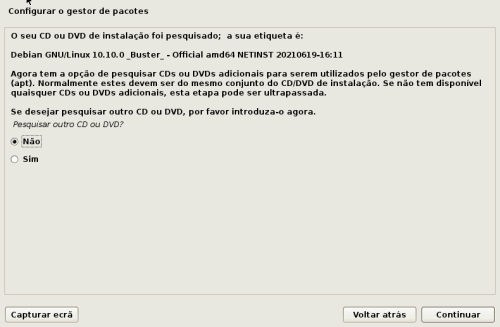 Configurar o gestor de pacotes
O seu CD ou DVD de instalação foi pesquisado;  a sua etiqueta é:
Debian GNU/Linux 10.10.0 _Buster_ - Official amd64 NETINST 20210619-16:11
Agora tem a opção de pesquisar CDs ou DVDs adicionais para serem utilizados pelo gestor de pacotes
(apt). Normalmente estes devem ser do mesmo conjunto do CD/DVD de instalação. Se não tem disponível
quaisquer CDs ou DVDs adicionais, esta etapa pode ser ultrapassada.
Se desejar pesquisar outro CD ou DVD, por favor introduza-o agora.
Pesquisar outro CD ou DVD?
Não
Sim
Capturar ecrã
Voltar atrás
Continuar